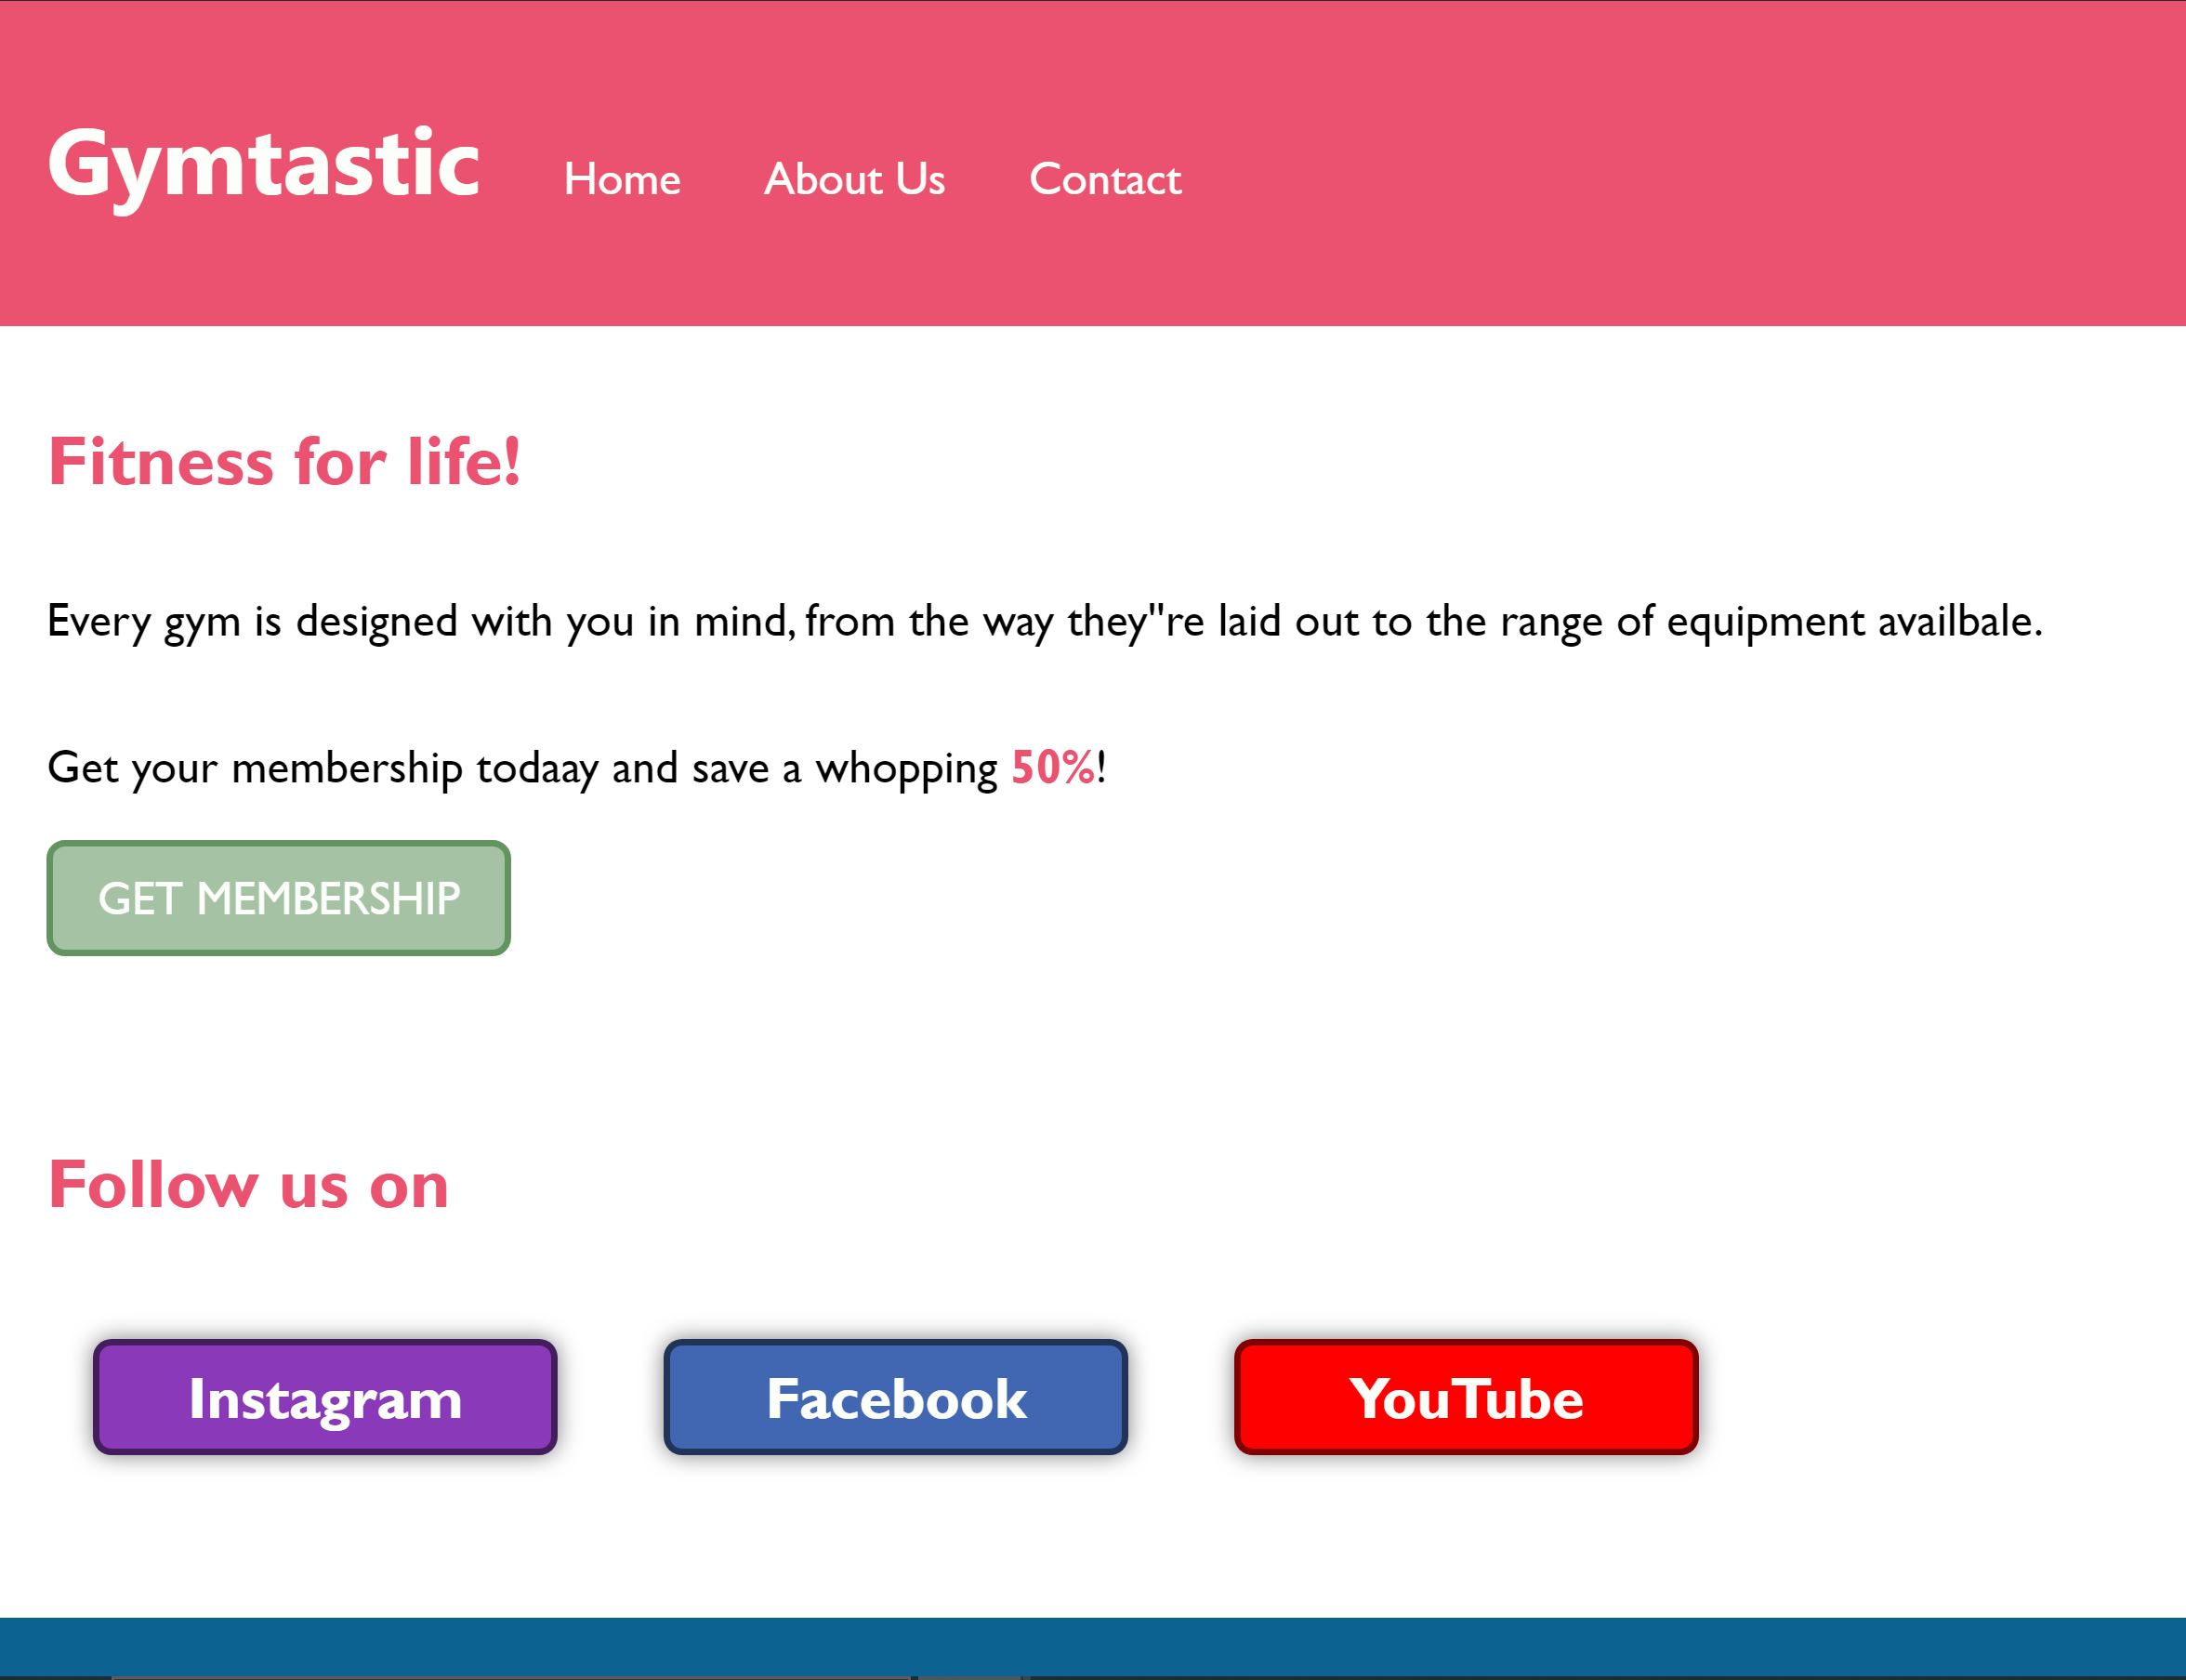 Gymtastic Home About Us Contact
Fitness for life!
Every gym is designed with you in mind, from the way they"re laid out to the range of equipment availbale.
Get your membership todaay and save a whopping 50%!
GET MEMBERSHIP
Follow us on
Instagram Facebook YouTube